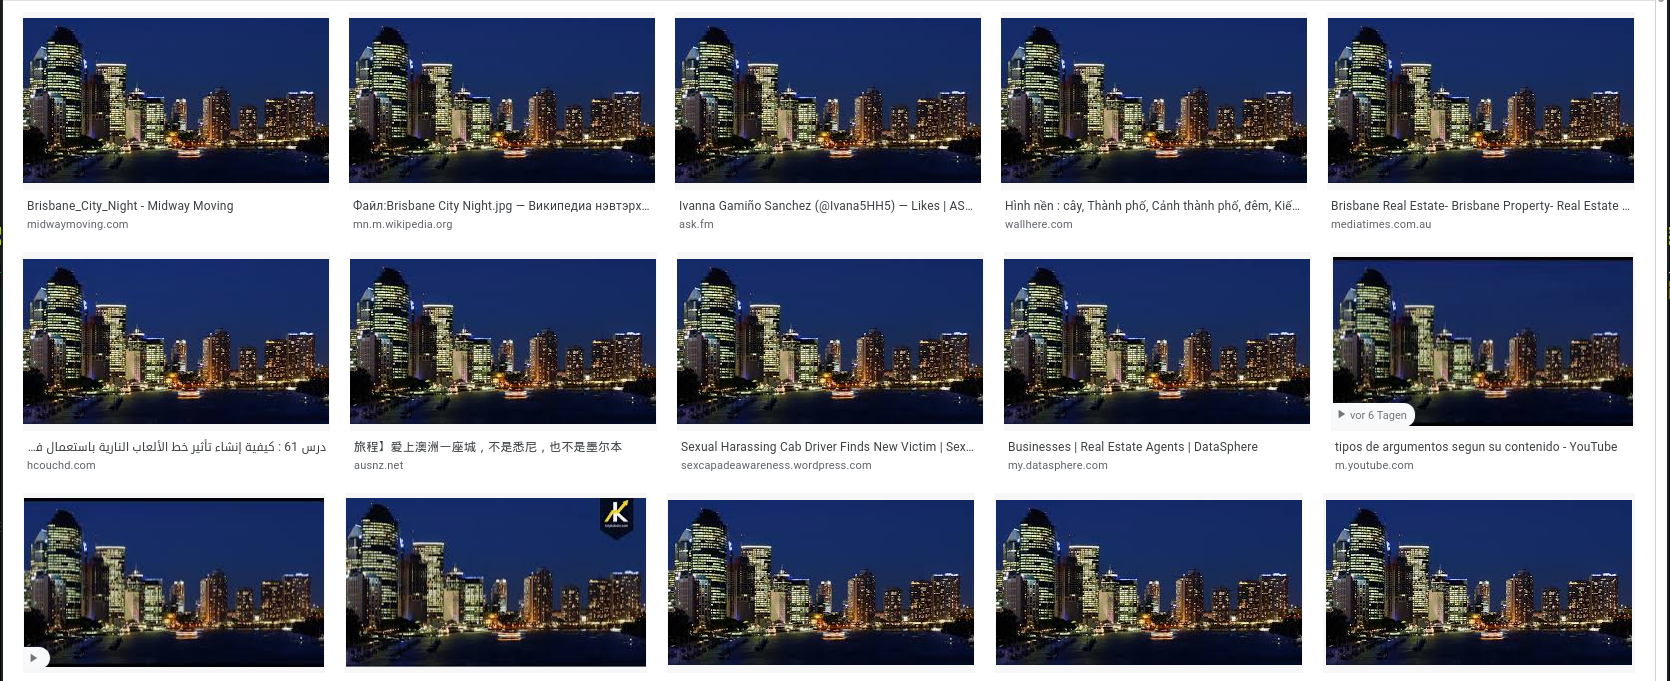 Brisbane_City_Night - Midway Moving
midwaymoving.com
Файл:Brisbane City Night.jpg — Википедиа нэвтэрх...
mn.m.wikipedia.org
Ivanna Gamiño Sanchez (@Ivana5HH5) — Likes | AS...
ask.fm
Hình nền : cây, Thành phố, Cảnh thành phố, đêm, Kiế...
wallhere.com
Brisbane Real Estate- Brisbane Property- Real Estate ...
mediatimes.com.au
درس 61 : كيفية إنشاء تأثير خط الألعاب النارية باستعمال ف...
hcouchd.com
旅程】爱上澳洲一座城，不是悉尼，也不是墨尔本
ausnz.net
Sexual Harassing Cab Driver Finds New Victim | Sex...
sexcapadeawareness.wordpress.com
Businesses | Real Estate Agents | DataSphere
my.datasphere.com
vor 6 Tagen
tipos de argumentos segun su contenido - YouTube
m.youtube.com
K